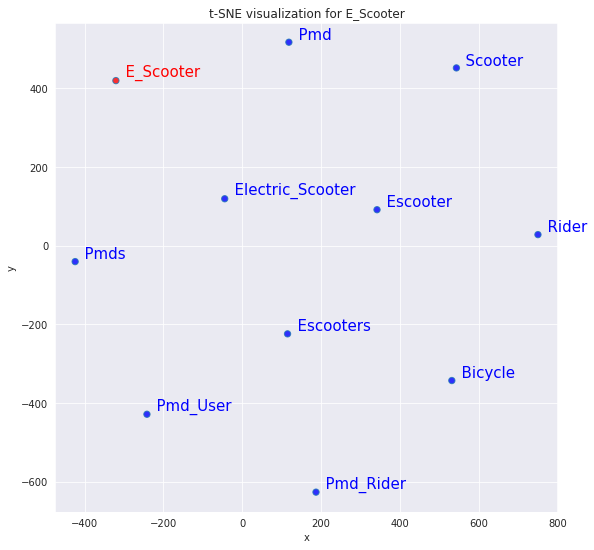 t-SNE visualization for E_Scooter
Pmd
Scooter
E_Scooter
400
200
Electric_Scooter
Escooter
Rider
0
y
Pmds
−200
Escooters
Bicycle
−400
Pmd_User
Pmd_Rider
−600
−400 −200 0 200 400 600 800
x